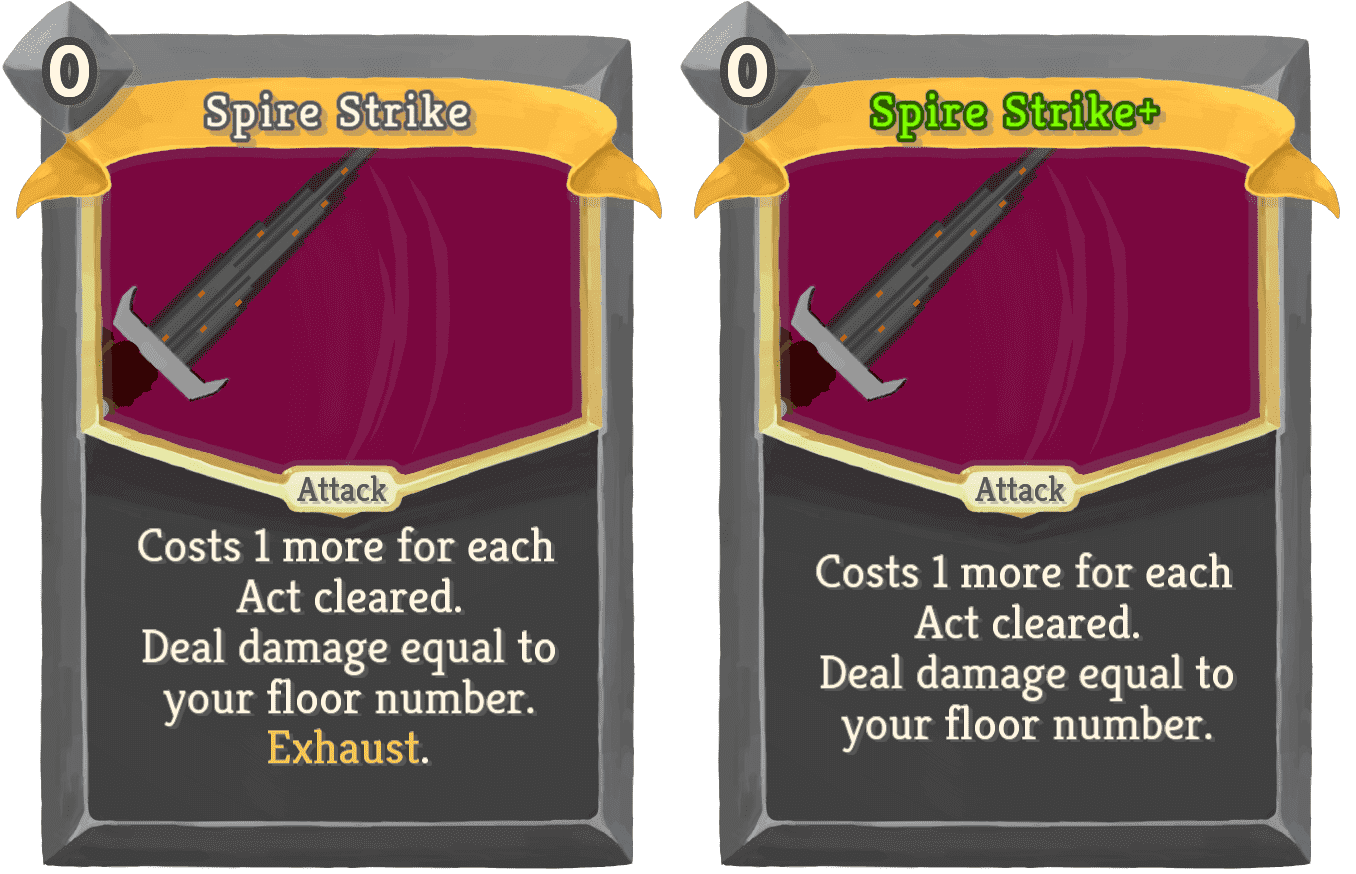 0
Spire Strike
Attack
Costs 1 more for each
Act cleared.
Deal damage equal to
your floor number.
Exhaust.
0
Spire Strike+
Attack
Costs 1 more for each
Act cleared.
Deal damage equal to
your floor number.